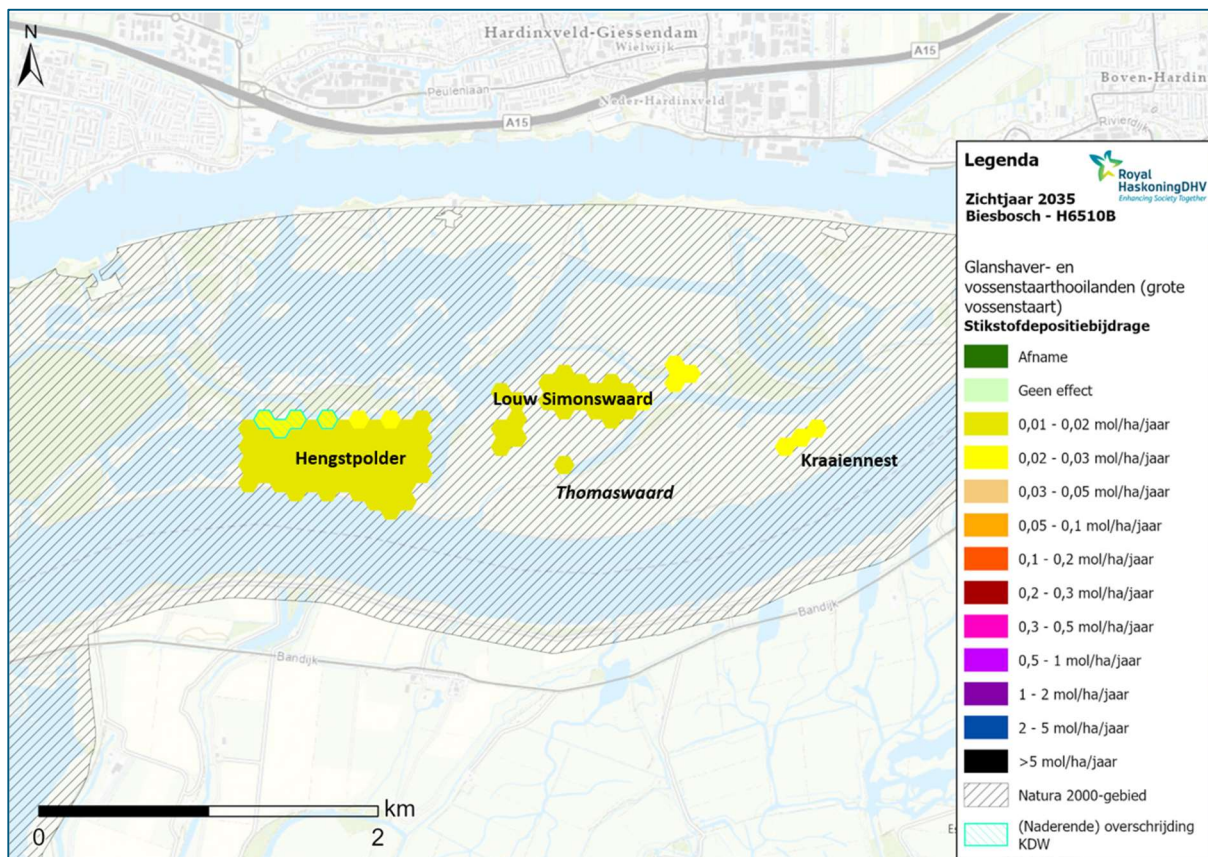 N
Hardinxveld-Giessendam
Wielwijk
A15
Peulenlaan
Neder-Hardinxveld
A15
Boven-Hardin
Rivierdijk
Legenda
Royal
HaskoningDHV
Enhancing Society Together
Zichtjaar 2035
Biesbosch - H6510B
Glanshaver- en
vossenstaarthooilanden (grote
vossenstaart)
Stikstofdepositiebijdrage
Afname
Geen effect
0,01 - 0,02 mol/ha/jaar
0,02 - 0,03 mol/ha/jaar
0,03 - 0,05 mol/ha/jaar
0,05 - 0,1 mol/ha/jaar
0,1 - 0,2 mol/ha/jaar
0,2 - 0,3 mol/ha/jaar
0,3 - 0,5 mol/ha/jaar
0,5 - 1 mol/ha/jaar
1 - 2 mol/ha/jaar
2 - 5 mol/ha/jaar
>5 mol/ha/jaar
Natura 2000-gebied
(Naderende) overschrijding
KDW
Louw Simonswaard
Hengstpolder
Kraaiennest
Thomaswaard
Bandijk
Bandijk
km
0 2